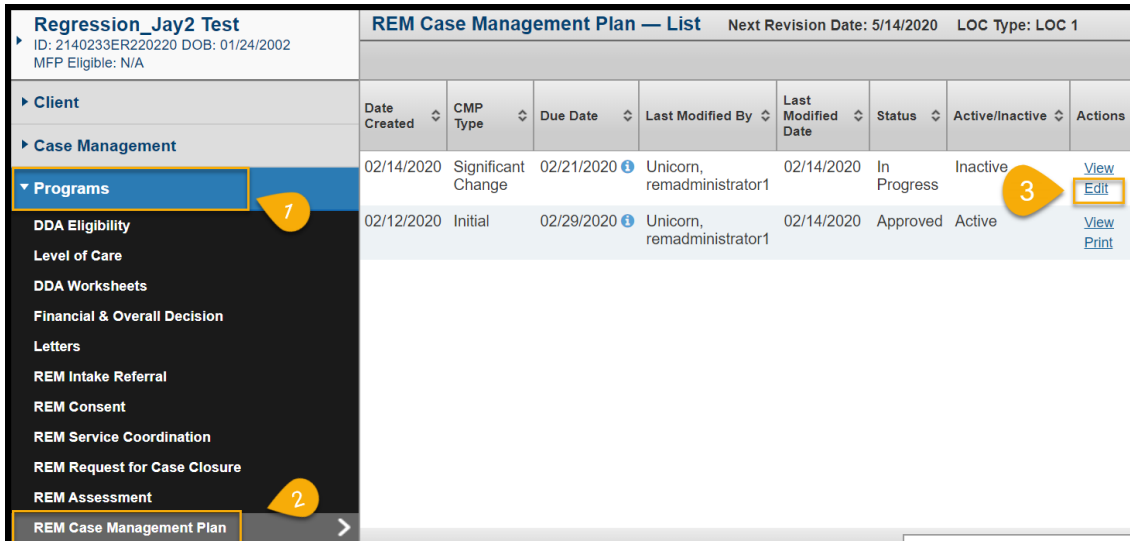 Regression_Jay2 Test
ID: 2140233ER220220 DOB: 01/24/2002
MFP Eligible: N/A
Client
Case Management
Programs
1
DDA Eligibility
Level of Care
DDA Worksheets
Financial & Overall Decision
Letters
REM Intake Referral
REM Consent
REM Service Coordination
REM Request for Case Closure
REM Assessment
2
REM Case Management Plan
REM Case Management Plan — List Next Revision Date: 5/14/2020 LOC Type: LOC 1
Date Created CMP Type Due Date Last Modified By Last Modified Date Status Active/Inactive Actions
02/14/2020 Significant Change 02/21/2020 Unicorn, remadministrator1 02/14/2020 In Progress Inactive View
3 Edit
02/12/2020 Initial 02/29/2020 Unicorn, remadministrator1 02/14/2020 Approved Active View
Print